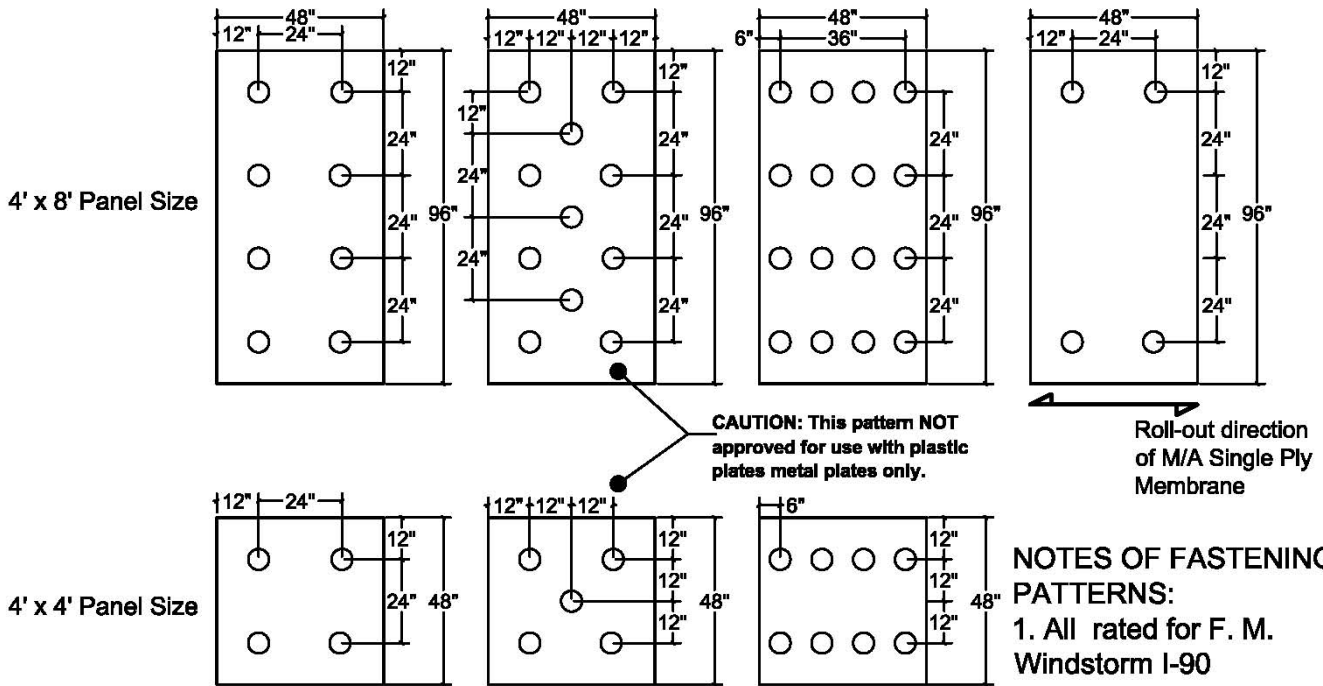 48" 48" 48" 48"
12" 24" 12" 12" 12" 12" 6" 36" 12" 24"
12" 12" 12" 12"
12"
24" 24" 24" 24"
4' x 8' Panel Size
24"
24" 96" 24" 96" 24" 96" 24" 96"
24"
24" 24" 24" 24"
CAUTION: This pattern NOT
approved for use with plastic
plates metal plates only.
Roll-out direction
of M/A Single Ply
Membrane
12" 24" 12" 12" 12" 6"
12" 12" 12"
4' x 4' Panel Size
24" 48" 12" 48" 12" 48"
12" 12"
NOTES OF FASTENING
PATTERNS:
1. All rated for F. M.
Windstorm I-90